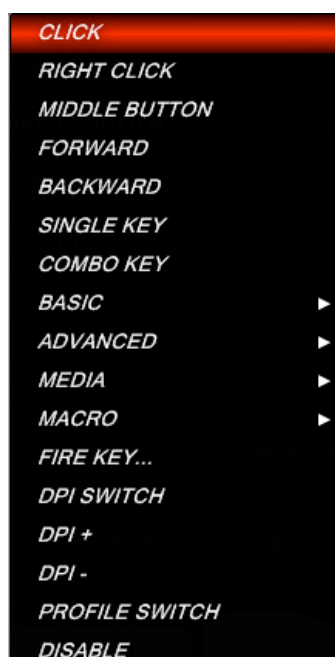 CLICK
RIGHT CLICK
MIDDLE BUTTON
FORWARD
BACKWARD
SINGLE KEY
COMBO KEY
BASIC
ADVANCED
MEDIA
MACRO
FIRE KEY...
DPI SWITCH
DPI +
DPI -
PROFILE SWITCH
DISABLE